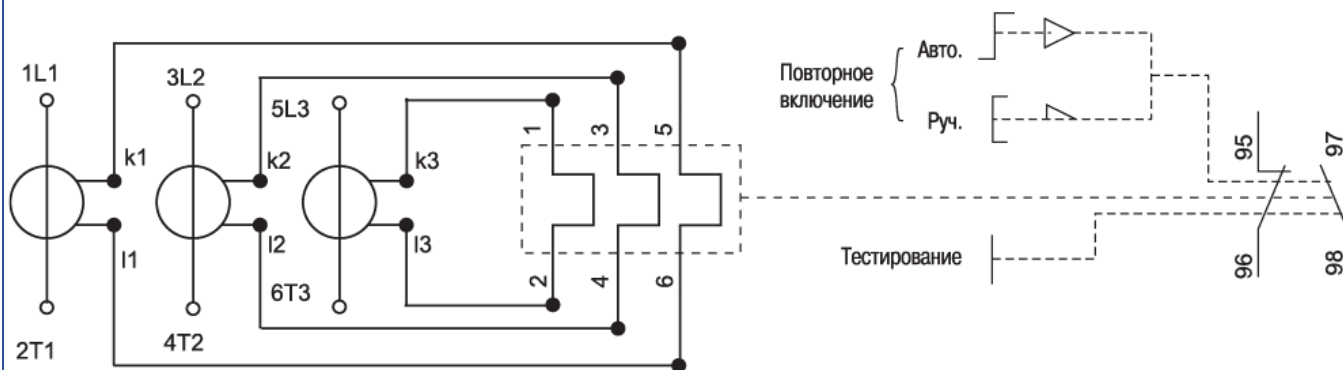 1L1
3L2
5L3
k1
k2
k3
l1
l2
l3
2T1
4T2
6T3
1
3
5
2
4
6
Повторное
включение
Авто.
Руч.
Тестирование
95
97
96
98